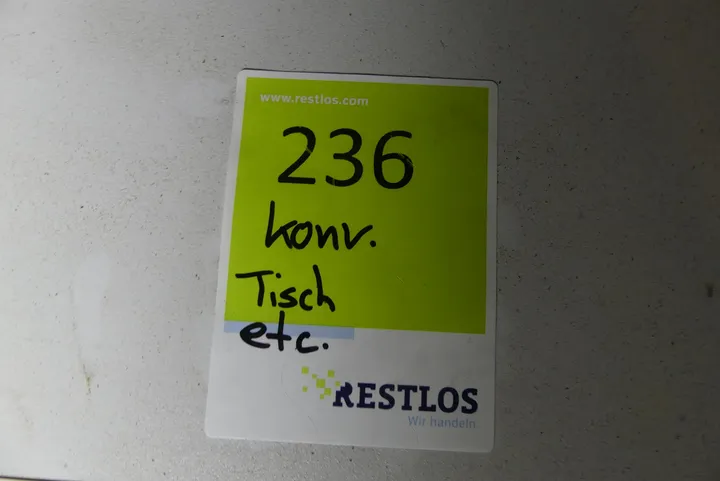 www.restlos.com
236
konv.
Tisch
etc.
RESTLOS
Wir handeln